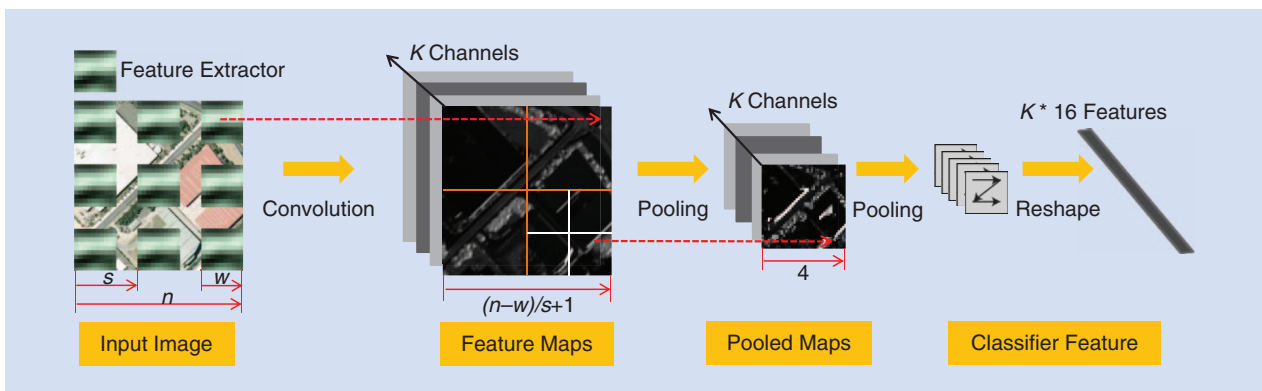 Feature Extractor
K Channels
K Channels
K * 16 Features
Convolution
Pooling
Pooling
Reshape
s
w
n
(n–w)/s+1
4
Input Image
Feature Maps
Pooled Maps
Classifier Feature